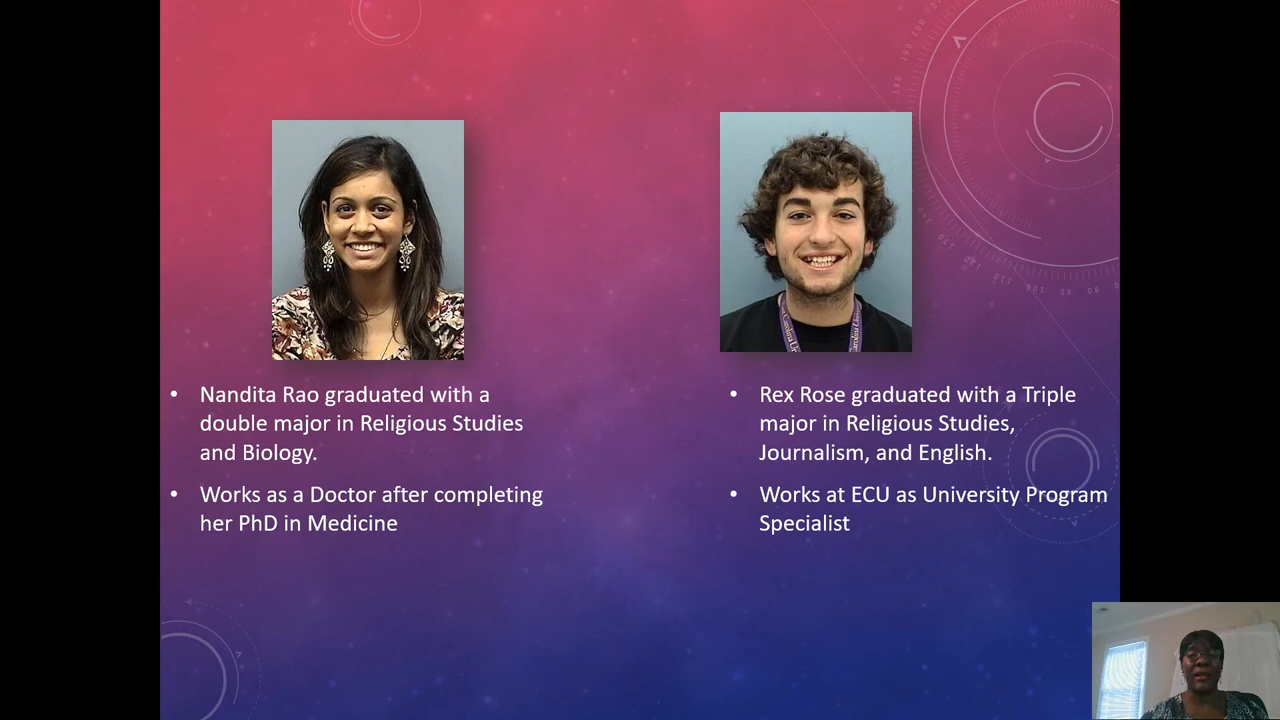 Nandita Rao graduated with a
double major in Religious Studies
and Biology.
Works as a Doctor after completing
her PhD in Medicine
Rex Rose graduated with a Triple
major in Religious Studies,
Journalism, and English.
Works at ECU as University Program
Specialist